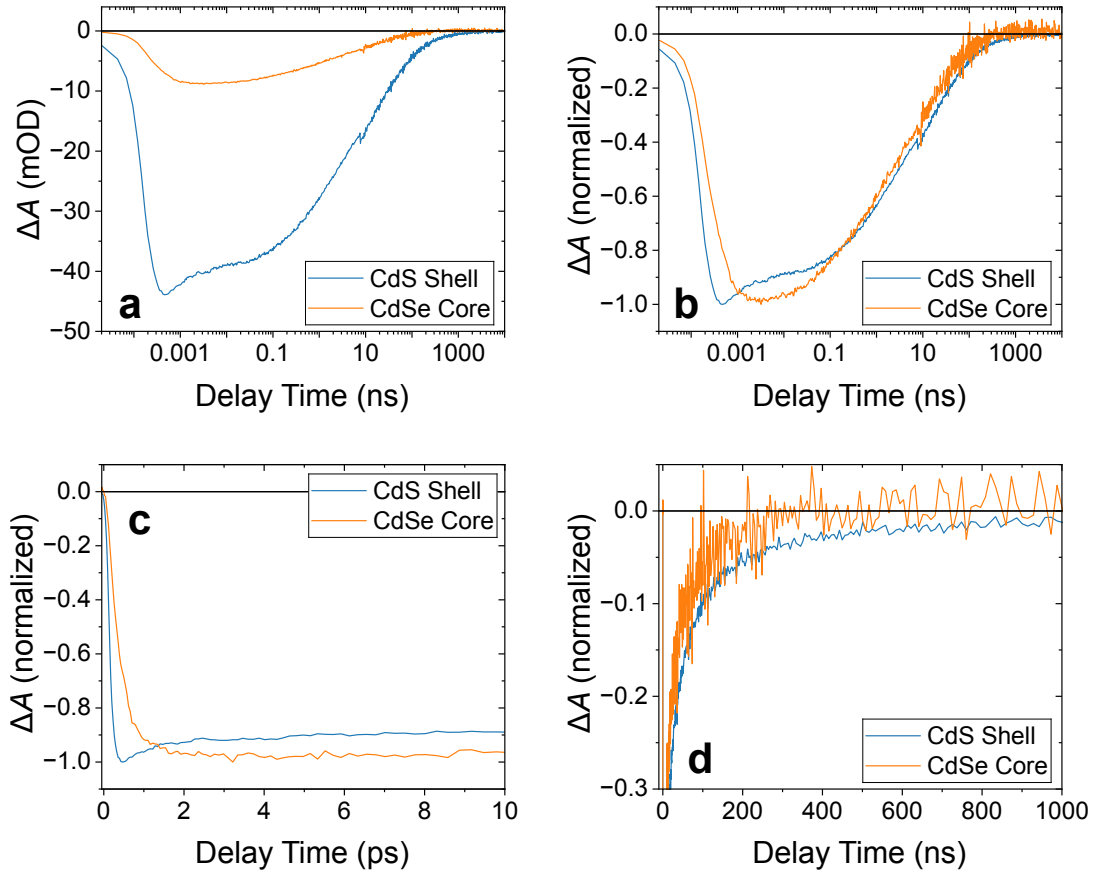 0
−10
−20
−30
−40
−50
ΔA (mOD)
a
CdS Shell
CdSe Core
0.001 0.1 10 1000
Delay Time (ns)
0.0
−0.2
−0.4
−0.6
−0.8
−1.0
ΔA (normalized)
b
CdS Shell
CdSe Core
0.001 0.1 10 1000
Delay Time (ns)
0.0
−0.2
−0.4
−0.6
−0.8
−1.0
ΔA (normalized)
c
CdS Shell
CdSe Core
0 2 4 6 8 10
Delay Time (ps)
0.0
−0.1
−0.2
−0.3
ΔA (normalized)
d
CdS Shell
CdSe Core
0 200 400 600 800 1000
Delay Time (ns)